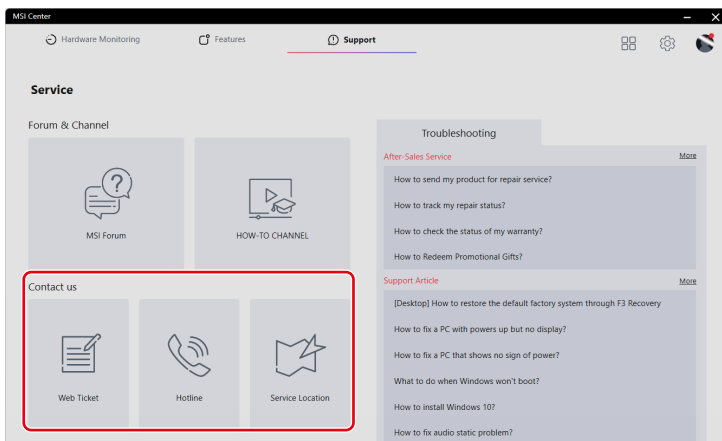 MSI Center
Hardware Monitoring
Features
Support
Service
Forum & Channel
MSI Forum
HOW-TO CHANNEL
Contact us
Web Ticket
Hotline
Service Location
Troubleshooting
After-Sales Service
More
How to send my product for repair service?
How to track my repair status?
How to check the status of my warranty?
How to Redeem Promotional Gifts?
Support Article
More
[Desktop] How to restore the default factory system through F3 Recovery
How to fix a PC with powers up but no display?
How to fix a PC that shows no sign of power?
What to do when Windows won't boot?
How to install Windows 10?
How to fix audio static problem?